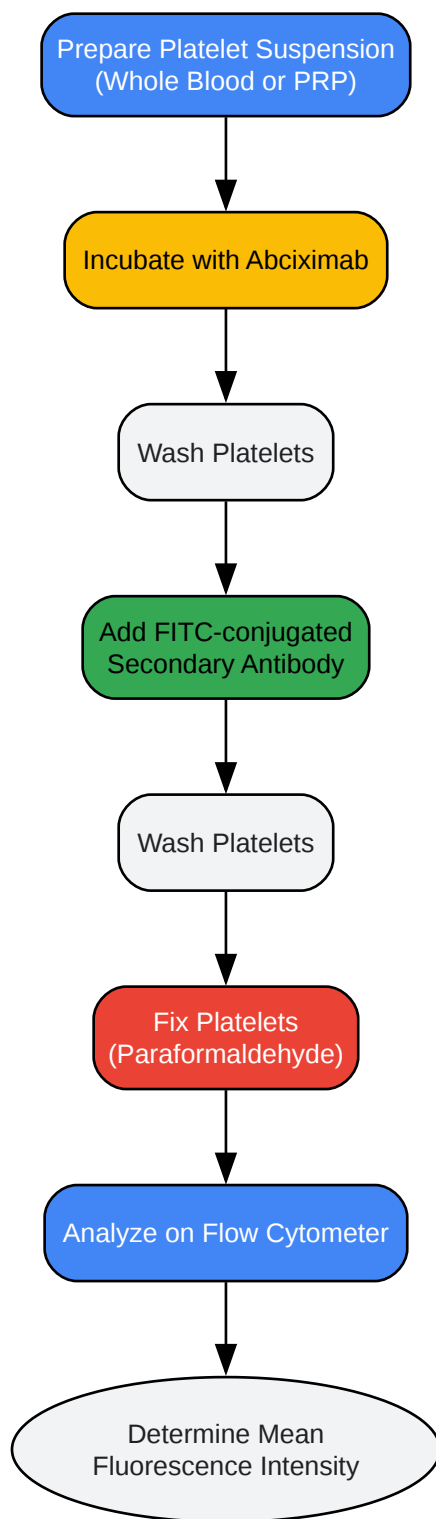 Prepare Platelet Suspension
(Whole Blood or PRP)
Incubate with Abciximab
Wash Platelets
Add FITC-conjugated
Secondary Antibody
Wash Platelets
Fix Platelets
(Paraformaldehyde)
Analyze on Flow Cytometer
Determine Mean
Fluorescence Intensity